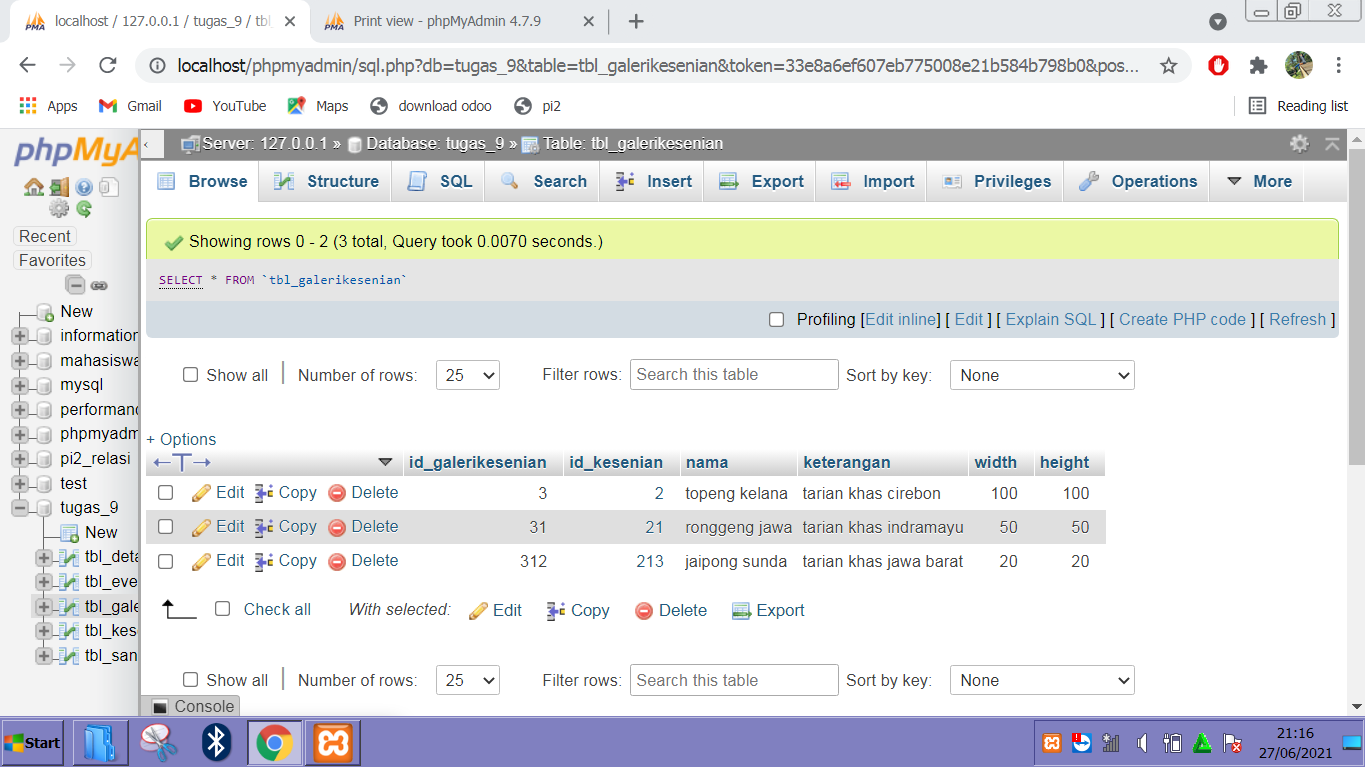 localhost / 127.0.0.1 / tugas_9 / tbl
Print view - phpMyAdmin 4.7.9
localhost/phpmyadmin/sql.php?db=tugas_9&table=tbl_galerikesenian&token=33e8a6ef607eb775008e21b584b798b0&pos...
Apps Gmail YouTube Maps download odoo pi2 Reading list
phpMyA
Server: 127.0.0.1 » Database: tugas_9 » Table: tbl_galerikesenian
Browse Structure SQL Search Insert Export Import Privileges Operations More
Recent
Favorites
New
information
mahasiswa
mysql
performanc
phpmyadm
pi2_relasi
test
tugas_9
New
tbl_deta
tbl_eve
tbl_gale
tbl_kes
tbl_san
Showing rows 0 - 2 (3 total, Query took 0.0070 seconds.)
SELECT * FROM `tbl_galerikesenian`
Profiling [Edit inline] [ Edit ] [ Explain SQL ] [ Create PHP code ] [ Refresh ]
Show all | Number of rows: 25 Filter rows: Search this table Sort by key: None
+ Options
←T→ id_galerikesenian id_kesenian nama keterangan width height
Edit Copy Delete 3 2 topeng kelana tarian khas cirebon 100 100
Edit Copy Delete 31 21 ronggeng jawa tarian khas indramayu 50 50
Edit Copy Delete 312 213 jaipong sunda tarian khas jawa barat 20 20
Check all With selected: Edit Copy Delete Export
Show all | Number of rows: 25 Filter rows: Search this table Sort by key: None
Console
Start
21:16
27/06/2021